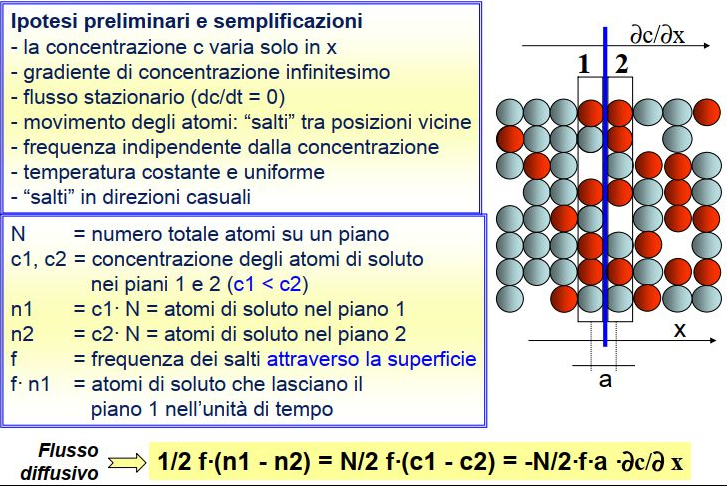 Ipotesi preliminari e semplificazioni
- la concentrazione c varia solo in x
- gradiente di concentrazione infinitesimo
- flusso stazionario (dc/dt = 0)
- movimento degli atomi: “salti” tra posizioni vicine
- frequenza indipendente dalla concentrazione
- temperatura costante e uniforme
- “salti” in direzioni casuali
N = numero totale atomi su un piano
c1, c2 = concentrazione degli atomi di soluto
nei piani 1 e 2 (c1 < c2)
n1 = c1· N = atomi di soluto nel piano 1
n2 = c2· N = atomi di soluto nel piano 2
f = frequenza dei salti attraverso la superficie
f· n1 = atomi di soluto che lasciano il
piano 1 nell’unità di tempo
∂c/∂x
1 2
x
a
Flusso
diffusivo
1/2 f·(n1 - n2) = N/2 f·(c1 - c2) = -N/2·f·a ·∂c/∂ x